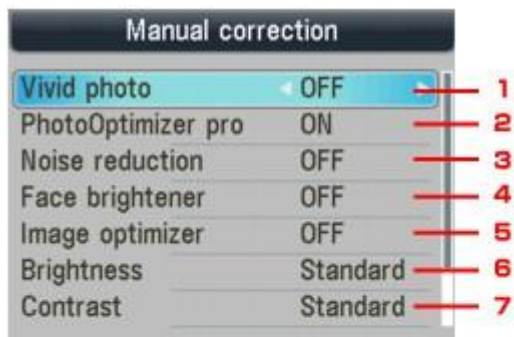 Manual correction
Vivid photo OFF 1
PhotoOptimizer pro ON 2
Noise reduction OFF 3
Face brightener OFF 4
Image optimizer OFF 5
Brightness Standard 6
Contrast Standard 7